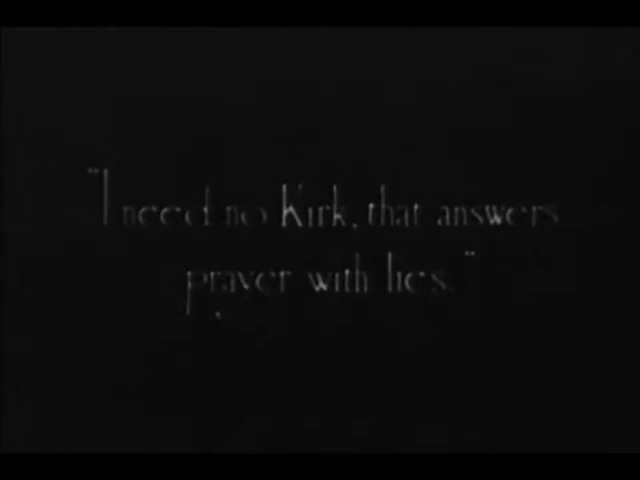 "I need no Kirk, that answers
prayer with lies."